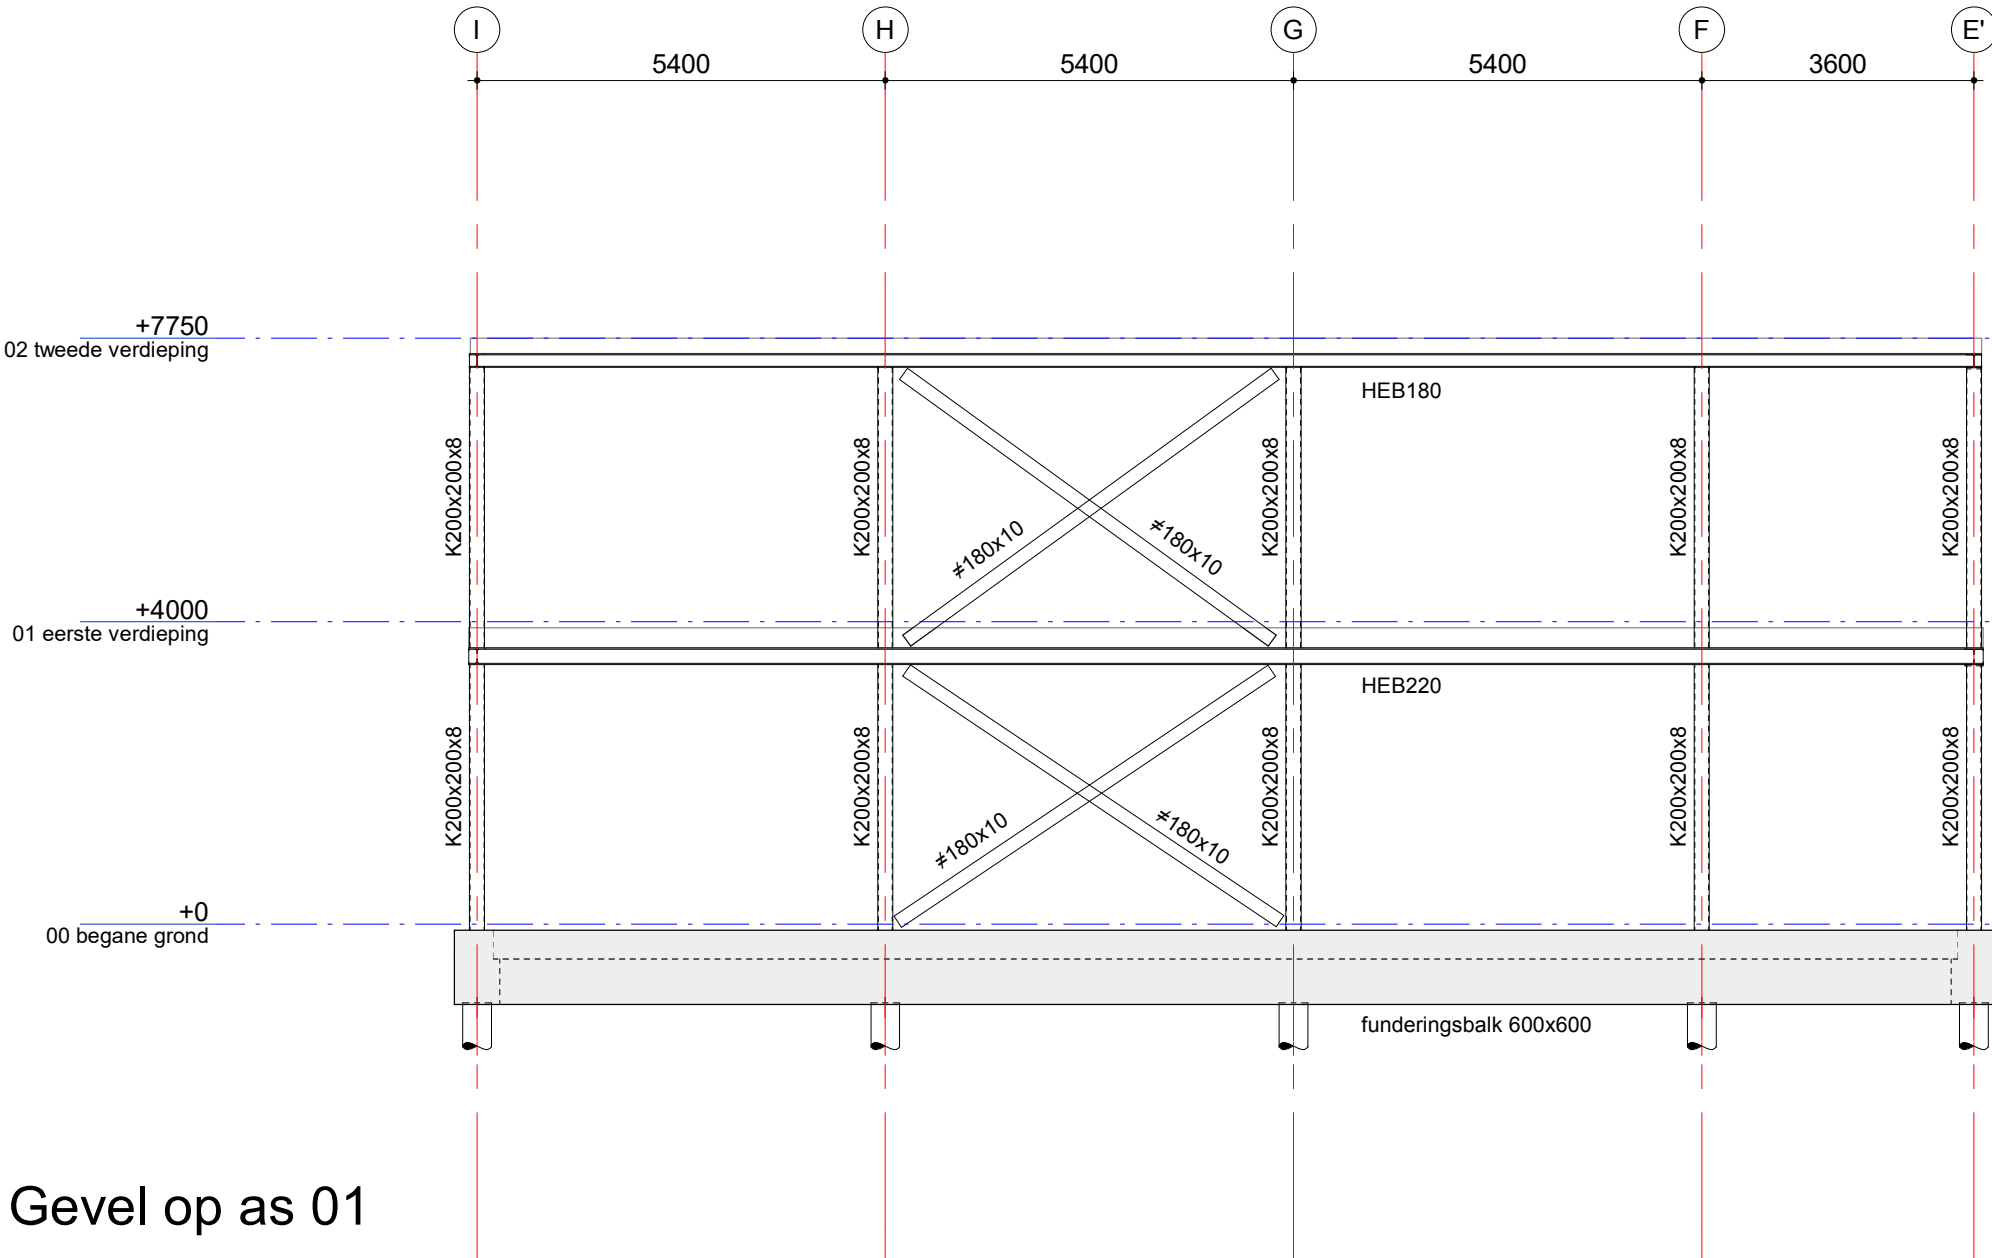 I H G F E'
5400 5400 5400 3600
+7750
02 tweede verdieping
HEB180
K200x200x8 K200x200x8 K200x200x8 K200x200x8 K200x200x8
≠180x10 ≠180x10
+4000
01 eerste verdieping
HEB220
K200x200x8 K200x200x8 K200x200x8 K200x200x8 K200x200x8
≠180x10 ≠180x10
+0
00 begane grond
funderingsbalk 600x600
Gevel op as 01